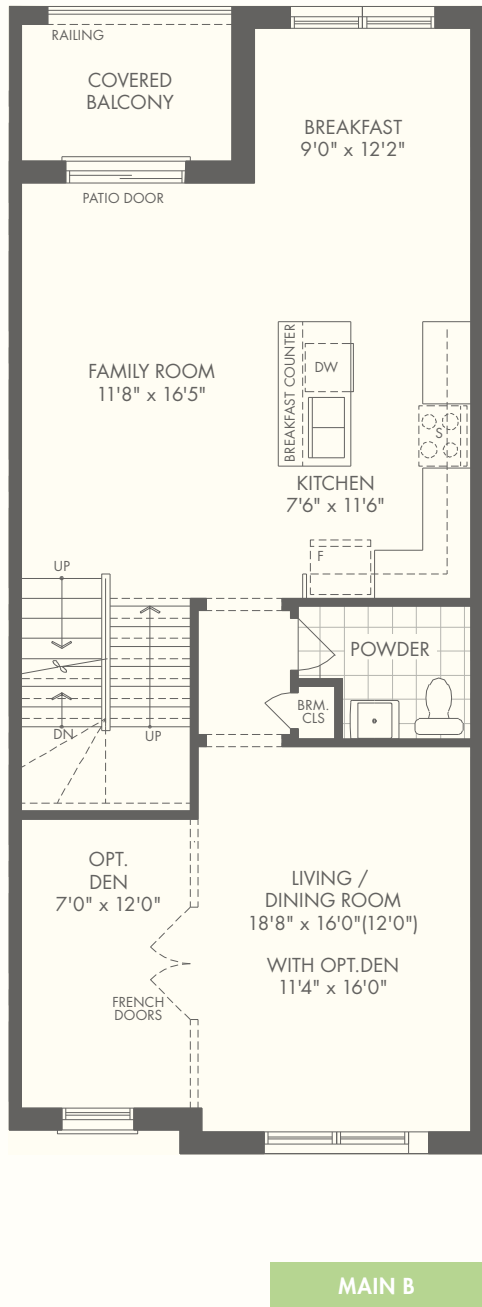 RAILING
COVERED
BALCONY
BREAKFAST
9'0" x 12'2"
PATIO DOOR
FAMILY ROOM
11'8" x 16'5"
BREAKFAST COUNTER
DW
S
KITCHEN
7'6" x 11'6"
F
UP
DN
UP
POWDER
BRM.
CLS
OPT.
DEN
7'0" x 12'0"
FRENCH
DOORS
LIVING /
DINING ROOM
18'8" x 16'0"(12'0")
WITH OPT.DEN
11'4" x 16'0"
MAIN B